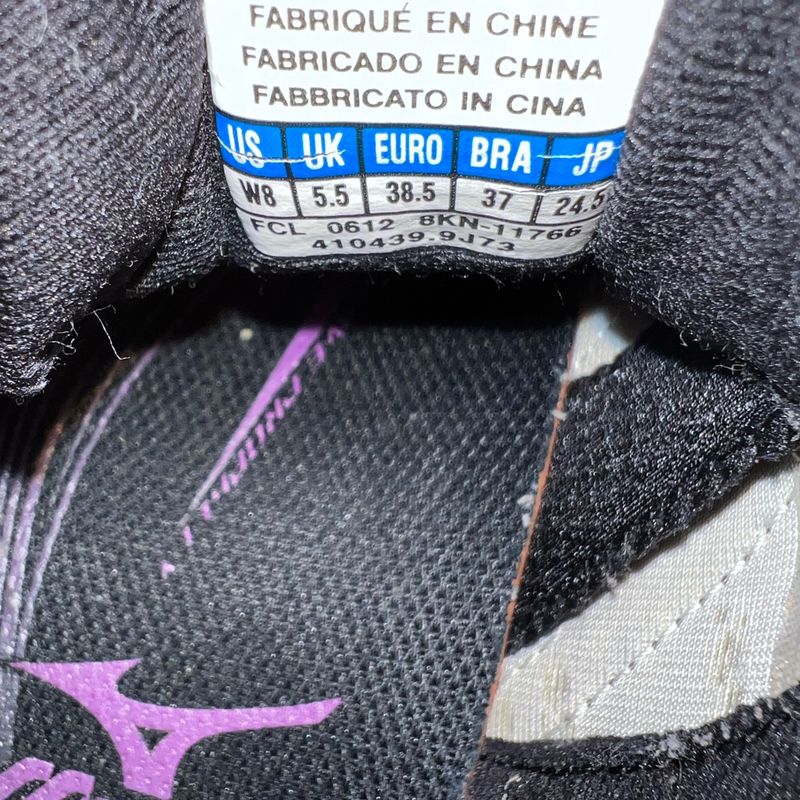 FABRIQUÉ EN CHINE
FABRICADO EN CHINA
FABBRICATO IN CINA
US UK EURO BRA JP
W8 5.5 38.5 37 24.5
FCL 0612 8KN-11766
410439.9J73